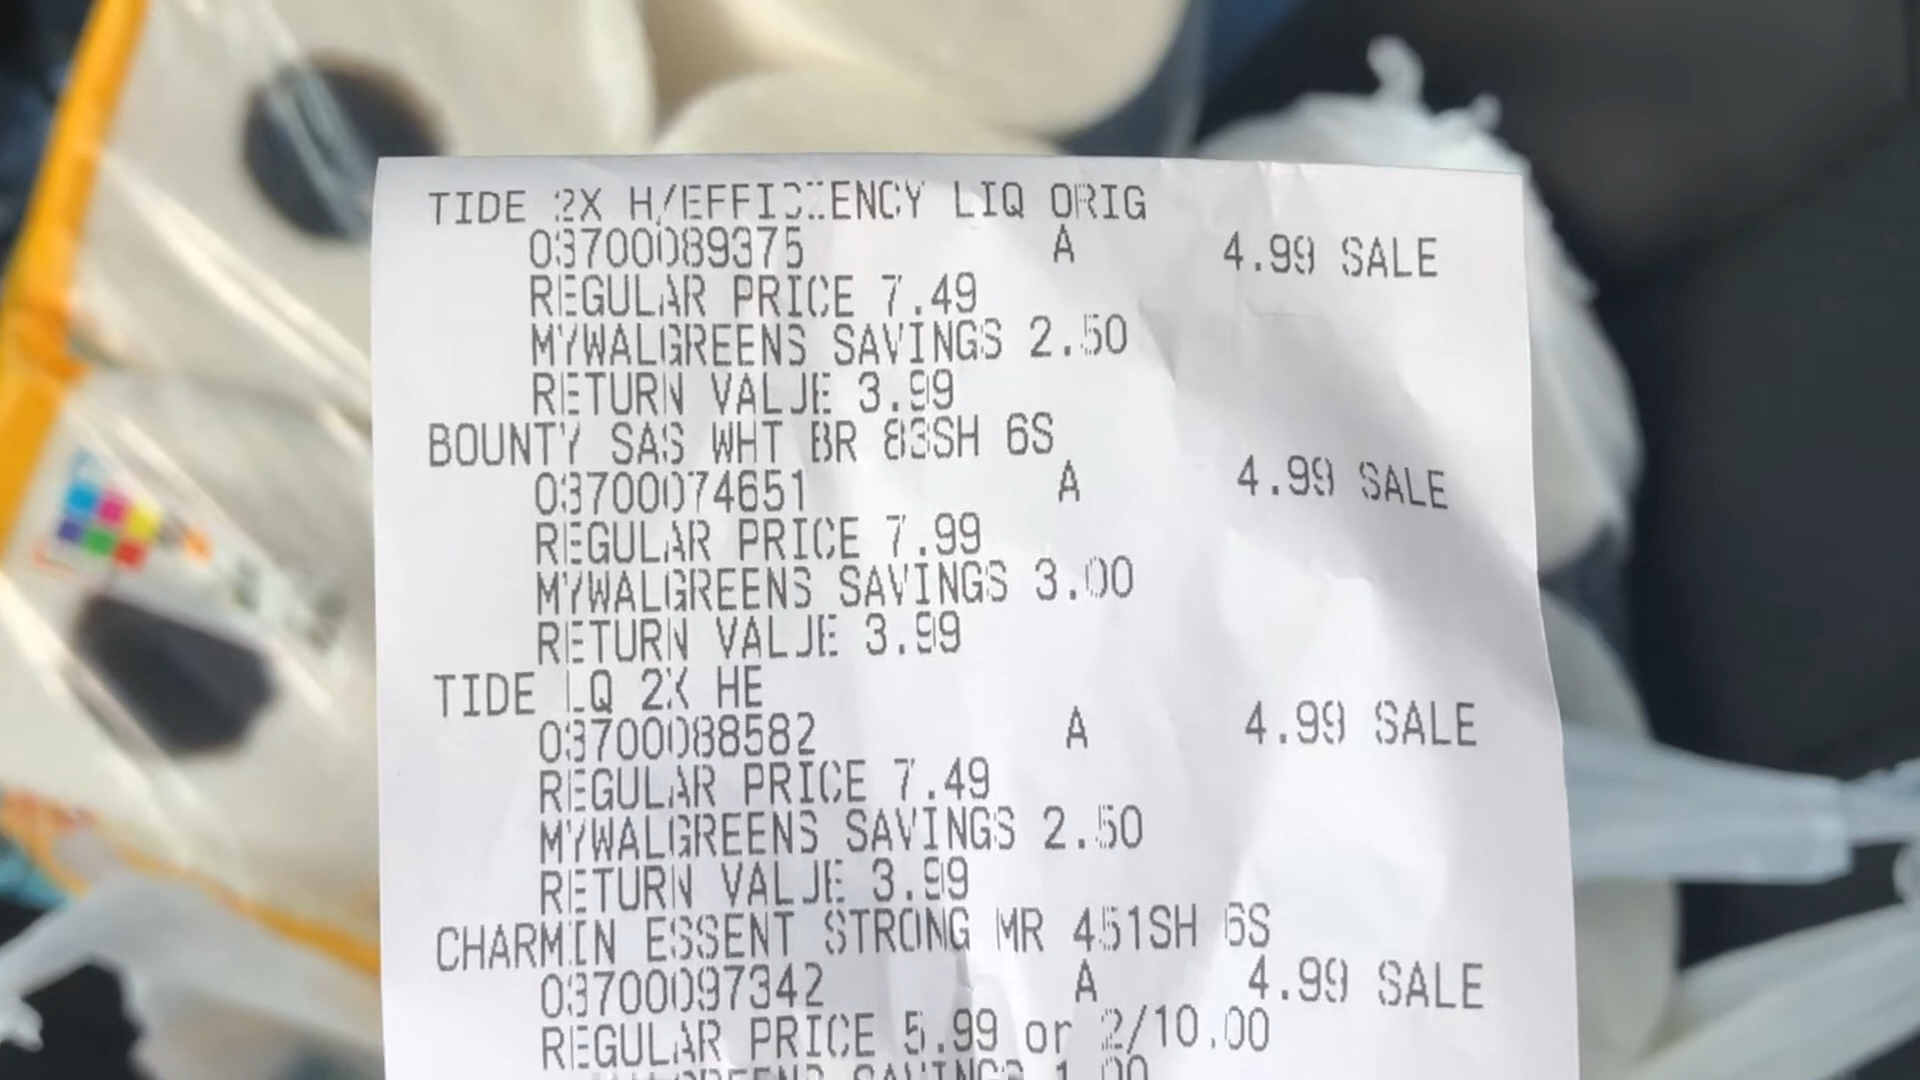 TIDE 2X H/EFFICIENCY LIQ ORIG
03700089375 A 4.99 SALE
REGULAR PRICE 7.49
MYWALGREENS SAVINGS 2.50
RETURN VALUE 3.99
BOUNTY SAS WHT BR 83SH 6S
03700074651 A 4.99 SALE
REGULAR PRICE 7.99
MYWALGREENS SAVINGS 3.00
RETURN VALUE 3.99
TIDE LQ 2X HE
03700088582 A 4.99 SALE
REGULAR PRICE 7.49
MYWALGREENS SAVINGS 2.50
RETURN VALUE 3.99
CHARMIN ESSENT STRONG MR 451SH 6S
03700097342 A 4.99 SALE
REGULAR PRICE 5.99 or 2/10.00
SAVINGS 1.00